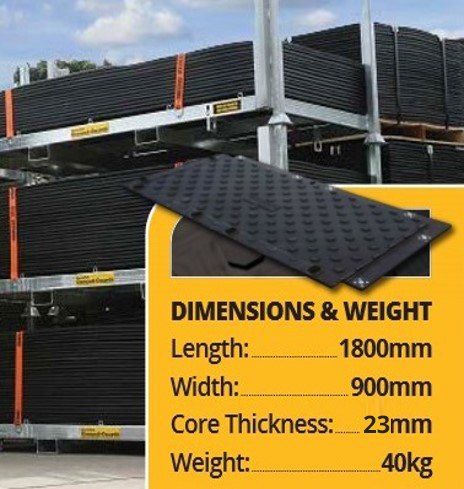 DIMENSIONS & WEIGHT
Length: 1800mm
Width: 900mm
Core Thickness: 23mm
Weight: 40kg